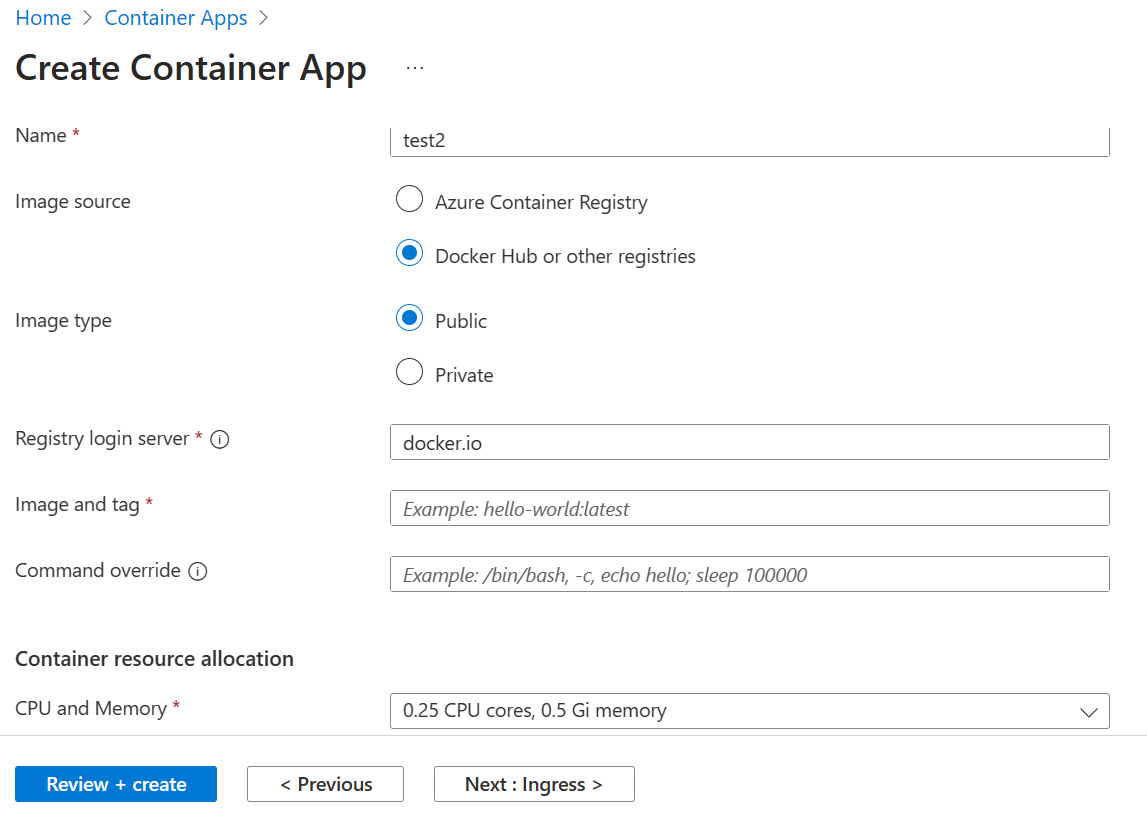 Home > Container Apps >
Create Container App ...
Name * test2
Image source Azure Container Registry
Docker Hub or other registries
Image type Public
Private
Registry login server * docker.io
Image and tag * Example: hello-world:latest
Command override Example: /bin/bash, -c, echo hello; sleep 100000
Container resource allocation
CPU and Memory * 0.25 CPU cores, 0.5 Gi memory
Review + create < Previous Next : Ingress >